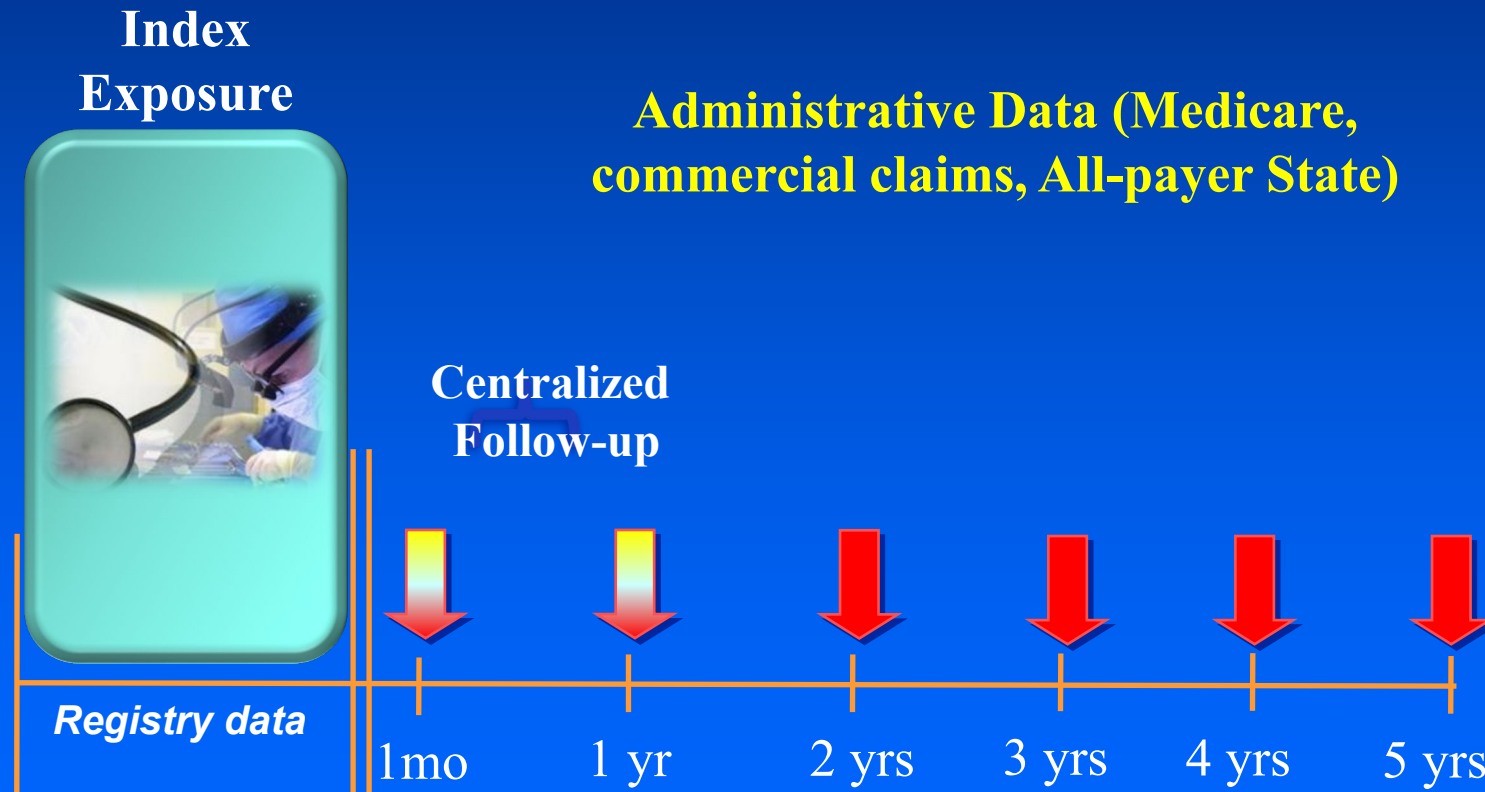 Index
Exposure
Administrative Data (Medicare,
commercial claims, All-payer State)
Centralized
Follow-up
Registry data
1mo
1 yr
2 yrs
3 yrs
4 yrs
5 yrs